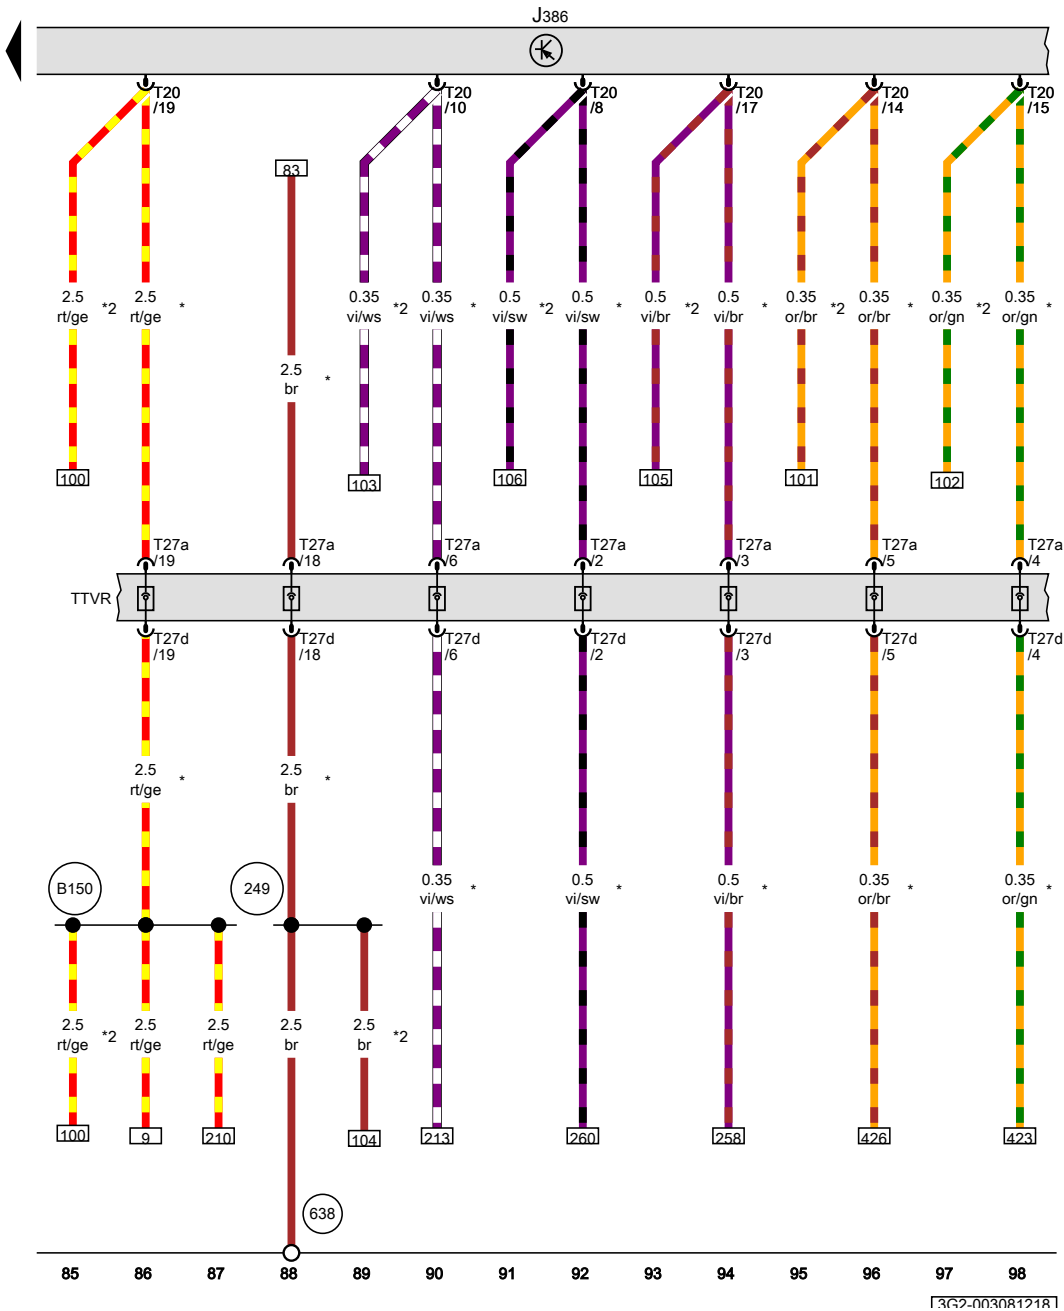 J386
T20 T20 T20 T20 T20 T20
/19 /10 /8 /17 /14 /15
83
2.5 *2 2.5 * 0.35 *2 0.35 * 0.5 *2 0.5 * 0.5 *2 0.5 * 0.35 *2 0.35 * 0.35 *2 0.35 *
rt/ge rt/ge vi/ws vi/ws vi/sw vi/sw vi/br vi/br or/br or/br or/gn or/gn
2.5 *
br
100 103 106 105 101 102
T27a T27a T27a T27a T27a T27a T27a
/19 /18 /6 /2 /3 /5 /4
TTVR
T27d T27d T27d T27d T27d T27d T27d
/19 /18 /6 /2 /3 /5 /4
2.5 * 2.5 *
rt/ge br
B150 249
0.35 * 0.5 * 0.5 * 0.35 * 0.35 *
vi/ws vi/sw vi/br or/br or/gn
2.5 *2 2.5 2.5 2.5 2.5 *2
rt/ge rt/ge rt/ge br br
100 9 210 104 213 260 258 426 423
638
85 86 87 88 89 90 91 92 93 94 95 96 97 98
3G2-003081218